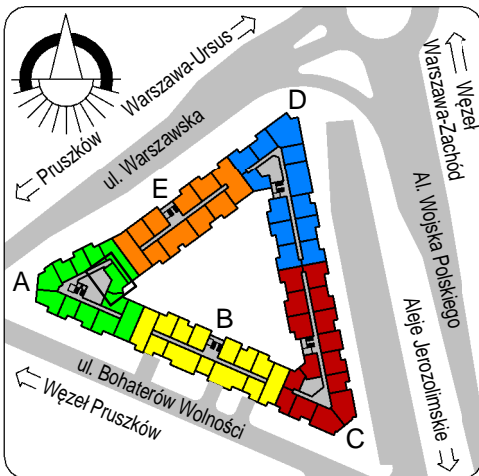 Warszawa-Ursus
Pruszków
ul. Warszawska
Węzeł
Warszawa-Zachód
Al. Wojska Polskiego
Aleje Jerozolimskie
D
E
A
B
C
ul. Bohaterów Wolności
Węzeł Pruszków